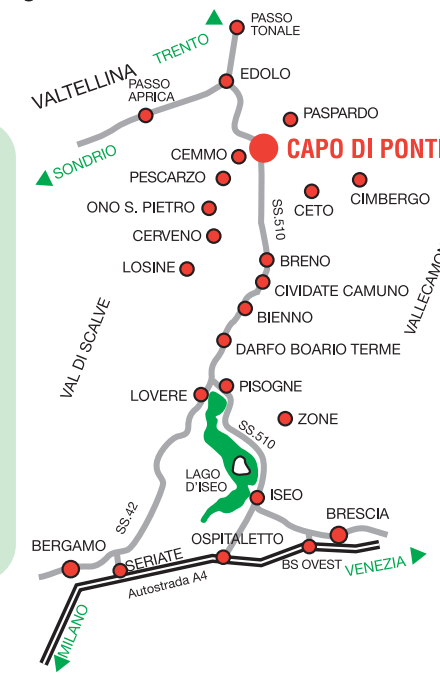 PASSO
TONALE
TRENTO
VALTELLINA
EDOLO
PASSO
APRICA
PASPARDO
CAPO DI PONTE
CEMMO
SONDRIO
PESCARZO
CIMBERGO
CETO
ONO S. PIETRO
SS.510
CERVENO
BRENO
LOSINE
CIVIDATE CAMUNO
VALLECAMON
BIENNO
VAL DI SCALVE
DARFO BOARIO TERME
PISOGNE
LOVERE
ZONE
SS.510
LAGO
D'ISEO
ISEO
SS.42
BRESCIA
OSPITALETTO
BERGAMO
SERIATE
BS OVEST
VENEZIA
Autostrada A4
MILANO